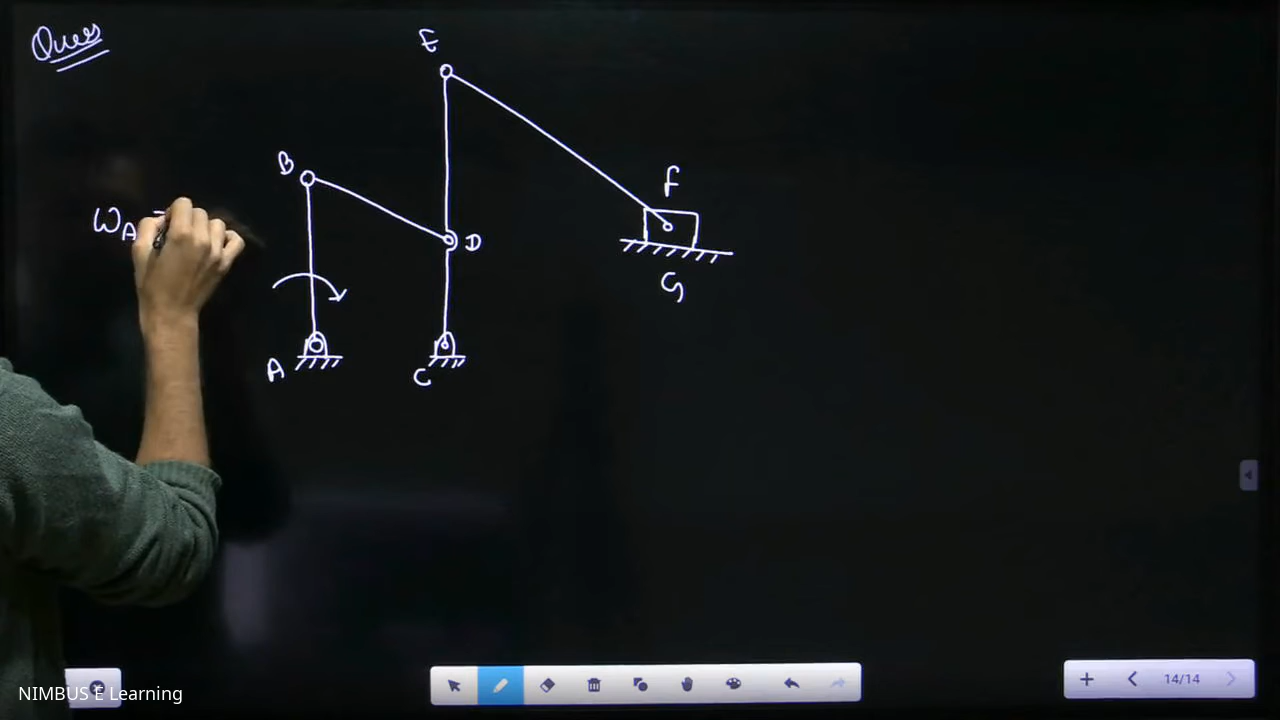 Ques
E
B
F
ωA =
D
G
A
C
14/14
NIMBUS E Learning